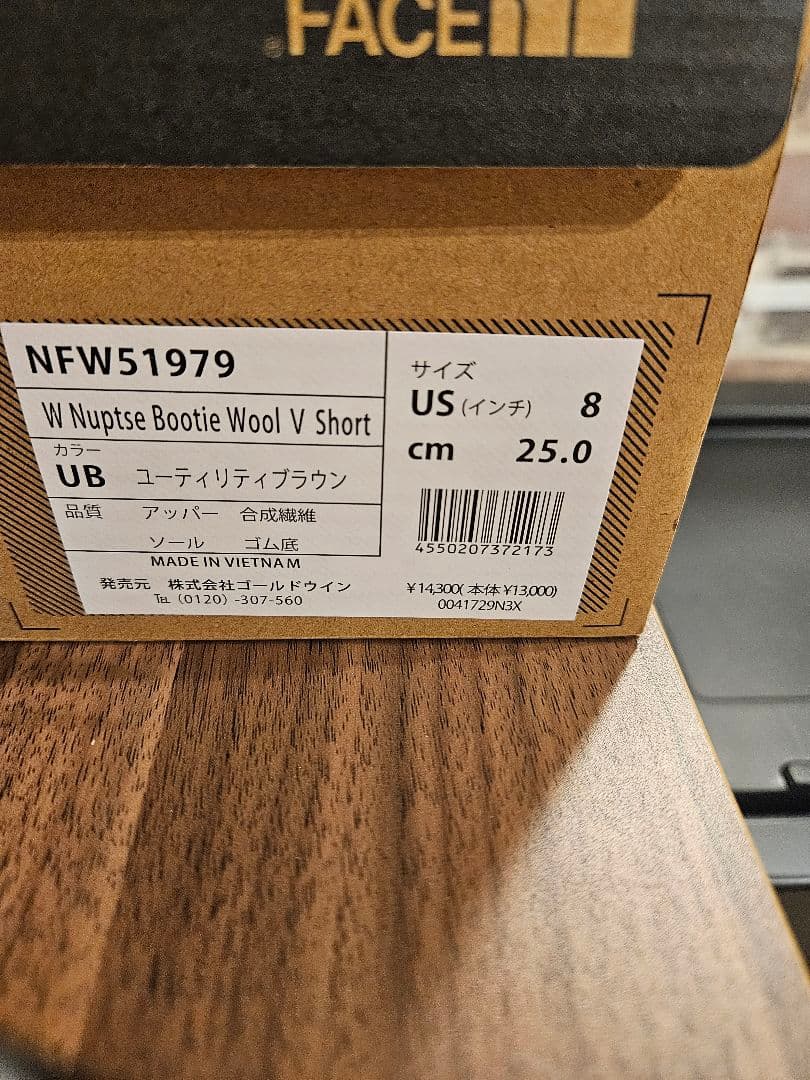 FACE
NFW51979
W Nuptse Bootie Wool V Short
カラー
UB ユーティリティブラウン
品質 アッパー 合成繊維
ソール ゴム底
MADE IN VIETNAM
発売元 株式会社ゴールドウイン
℡ (0120) -307-560
サイズ
US (インチ) 8
cm 25.0
4550207372173
¥14,300( 本体 ¥13,000)
0041729N3X